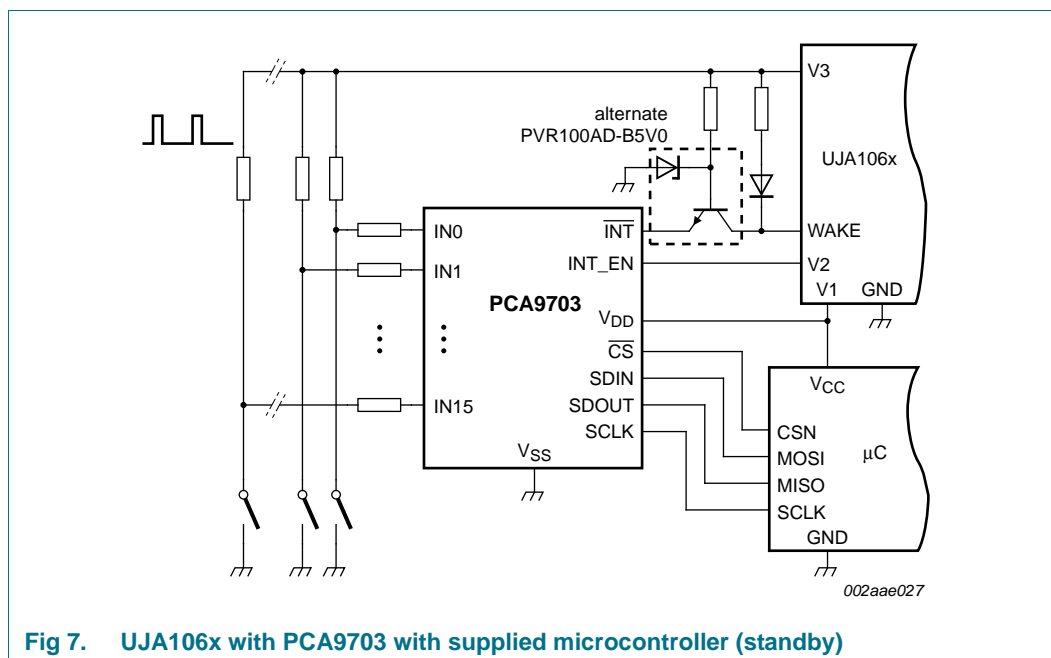 V3
alternate
PVR100AD-B5V0
UJA106x
IN0
INT
WAKE
IN1
INT_EN
V2
V1
GND
PCA9703
VDD
CS
SDIN
VCC
IN15
SDOUT
SCLK
CSN
VSS
MOSI
μC
MISO
SCLK
GND
002aae027
Fig 7. UJA106x with PCA9703 with supplied microcontroller (standby)